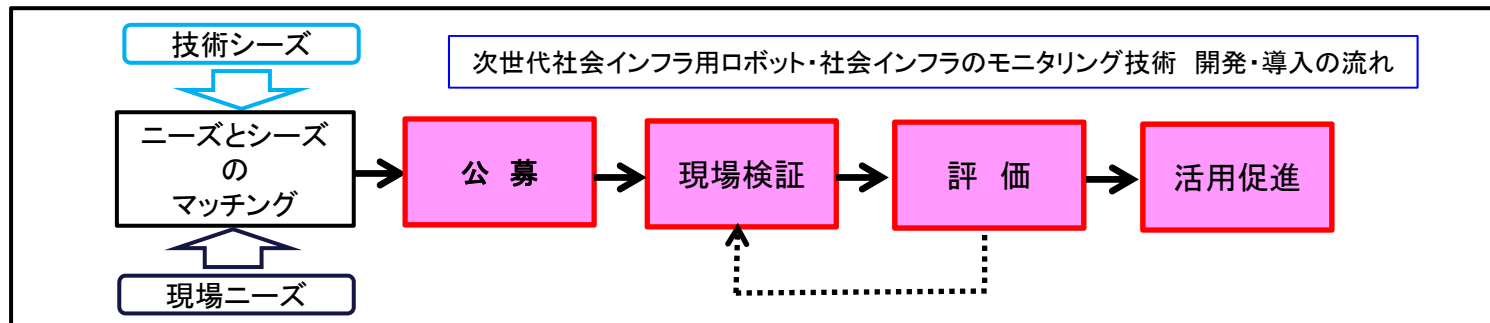 技術シーズ
次世代社会インフラ用ロボット・社会インフラのモニタリング技術　開発・導入の流れ
ニーズとシーズ
の
マッチング
公　募
現場検証
評　価
活用促進
現場ニーズ